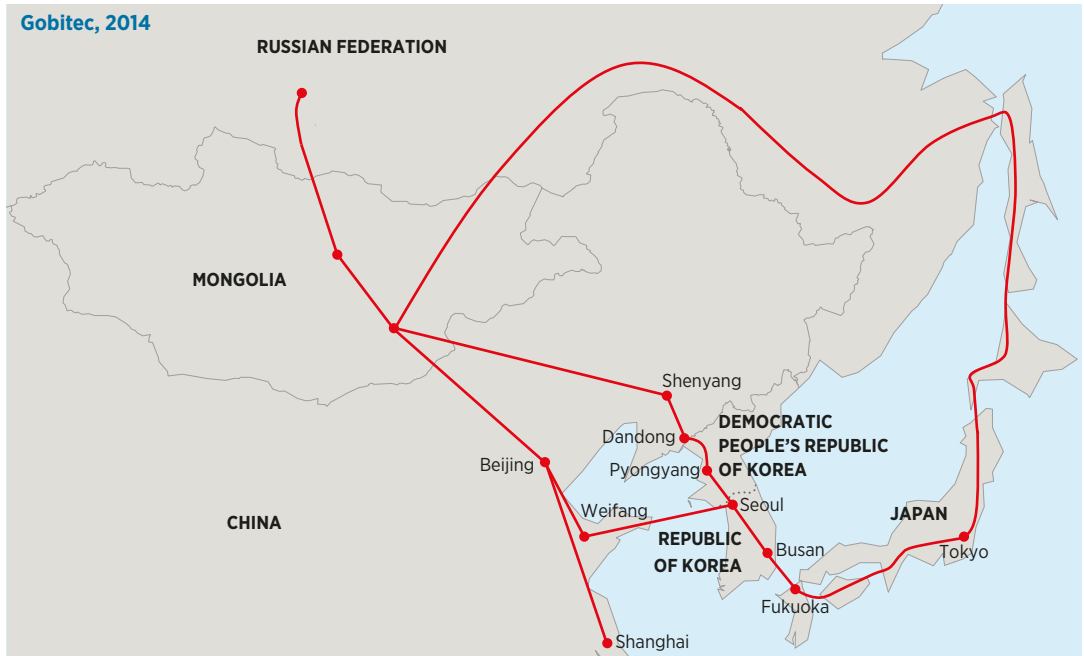 Gobitec, 2014
RUSSIAN FEDERATION
MONGOLIA
Shenyang
DEMOCRATIC
PEOPLE'S REPUBLIC
OF KOREA
Dandong
Pyongyang
Beijing
Seoul
Weifang
CHINA
JAPAN
REPUBLIC
OF KOREA
Busan
Tokyo
Fukuoka
Shanghai